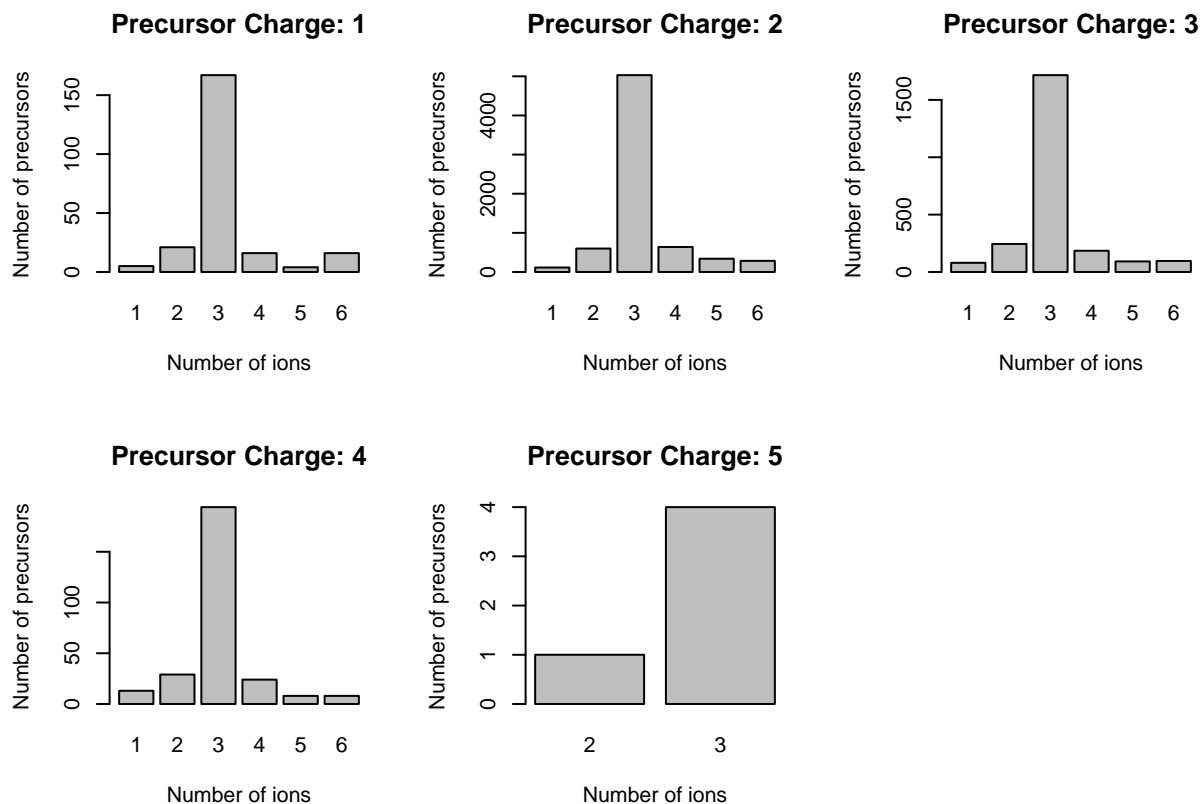 Precursor Charge: 1
Number of precursors
0 50 100 150
1 2 3 4 5 6
Number of ions
Precursor Charge: 2
Number of precursors
0 2000 4000
1 2 3 4 5 6
Number of ions
Precursor Charge: 3
Number of precursors
0 500 1500
1 2 3 4 5 6
Number of ions
Precursor Charge: 4
Number of precursors
0 50 100
1 2 3 4 5 6
Number of ions
Precursor Charge: 5
Number of precursors
0 1 2 3 4
2 3
Number of ions